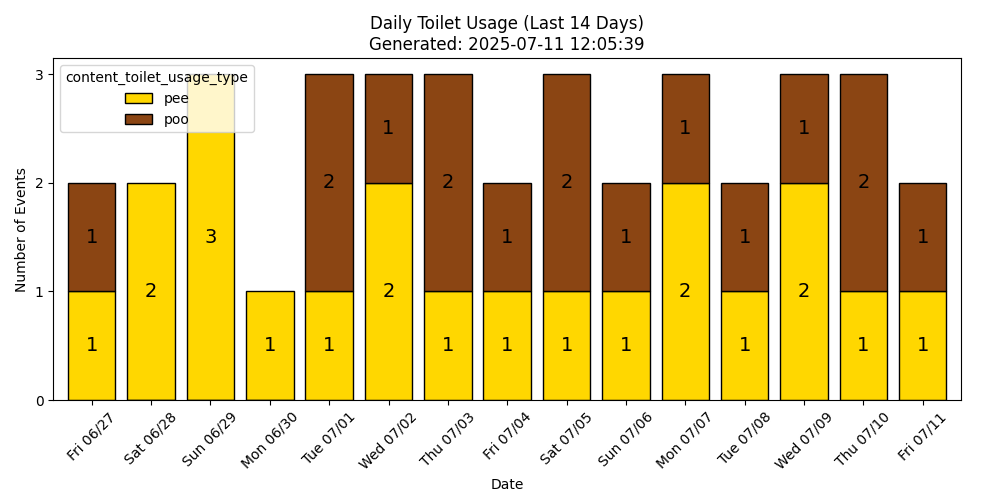 Daily Toilet Usage (Last 14 Days)
Generated: 2025-07-11 12:05:39
content_toilet_usage_type
pee
poo
Number of Events
3
2
1
0
1
2
1
2
1
2
1
1
1
1
1
3
2
2
2
1
1
1
1
1
1
1
1
1
1
1
Fri 06/27
Sat 06/28
Sun 06/29
Mon 06/30
Tue 07/01
Wed 07/02
Thu 07/03
Fri 07/04
Sat 07/05
Sun 07/06
Mon 07/07
Tue 07/08
Wed 07/09
Thu 07/10
Fri 07/11
Date